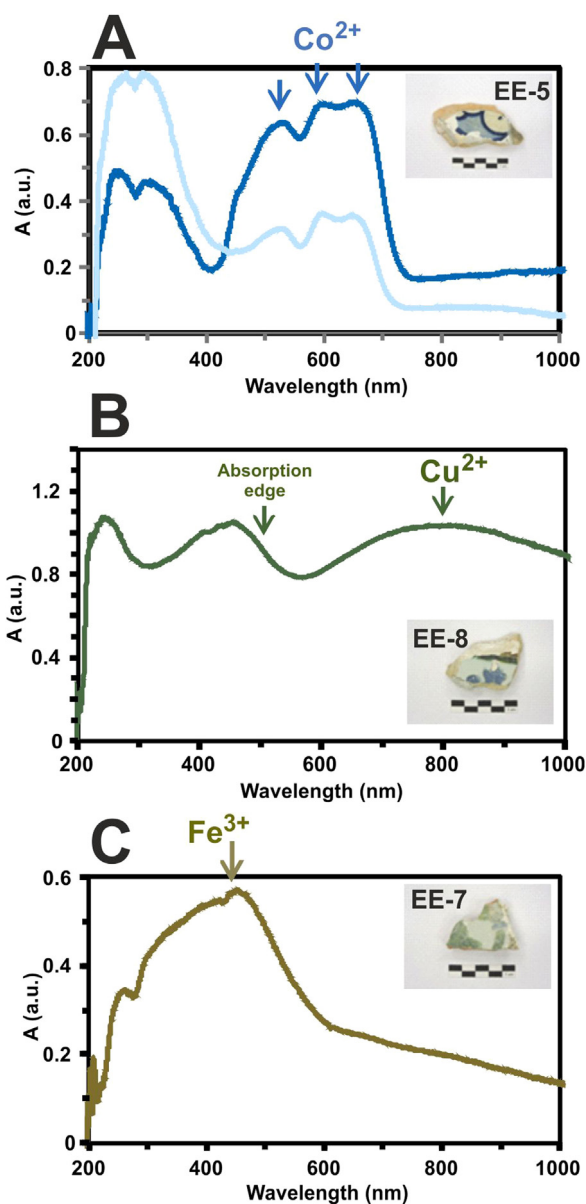 A
Co2+
EE-5
0.8
0.6
0.4
0.2
0
A (a.u.)
200 400 600 800 1000
Wavelength (nm)
B
Absorption
edge
Cu2+
EE-8
1.2
0.8
0.4
0
A (a.u.)
200 400 600 800 1000
Wavelength (nm)
C
Fe3+
EE-7
0.6
0.4
0.2
0
A (a.u.)
200 400 600 800 1000
Wavelength (nm)